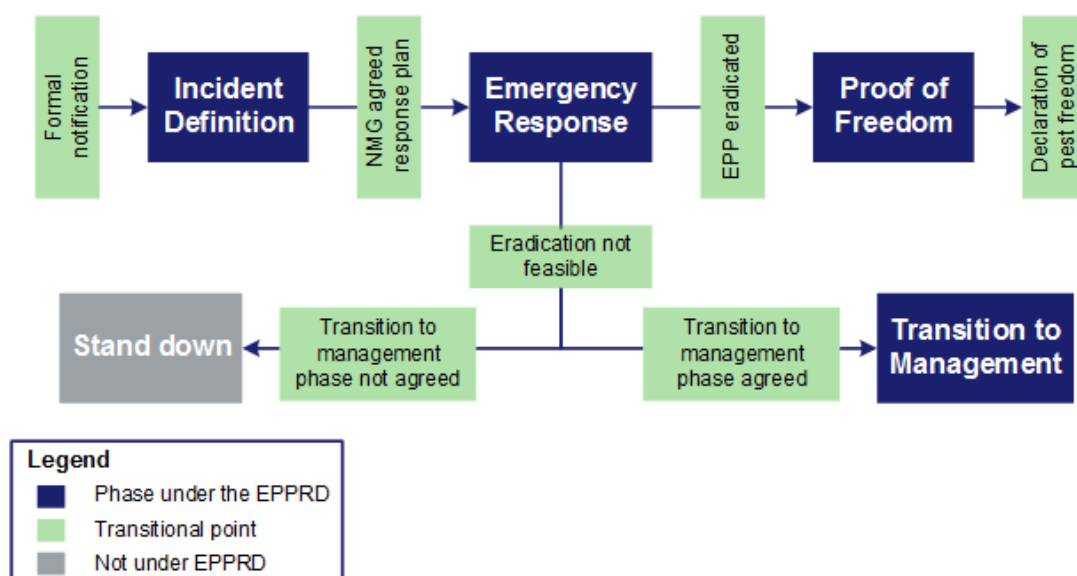 Formal
notification
Incident
Definition
NMG agreed
response plan
Emergency
Response
EPP eradicated
Proof of
Freedom
Declaration of
pest freedom
Eradication not
feasible
Stand down
Transition to
management
phase not agreed
Transition to
management
phase agreed
Transition to
Management
Legend
Phase under the EPPRD
Transitional point
Not under EPPRD